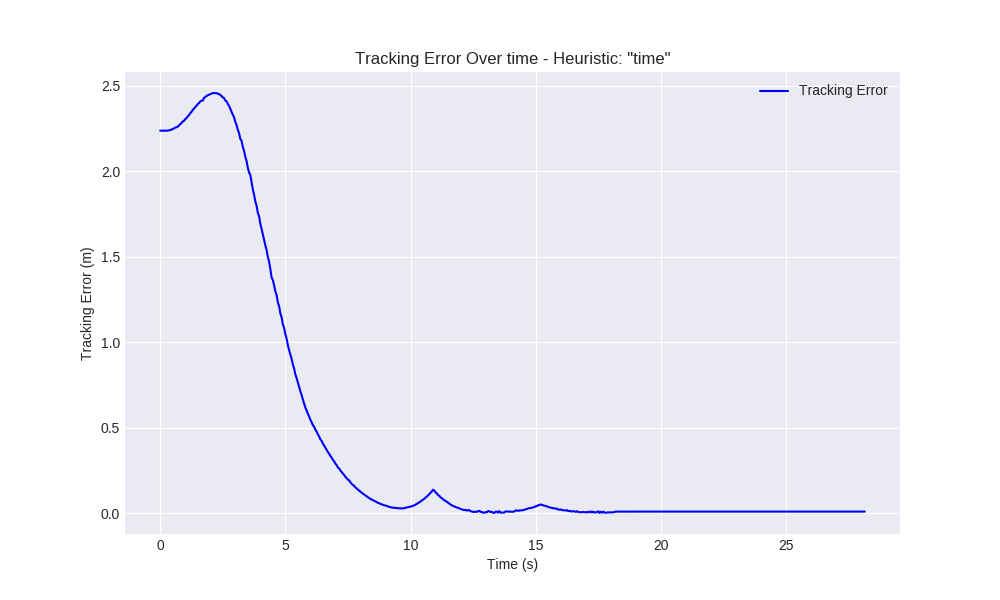 Tracking Error Over time - Heuristic: "time"
Tracking Error
2.5
2.0
1.5
1.0
0.5
0.0
Tracking Error (m)
0 5 10 15 20 25
Time (s)